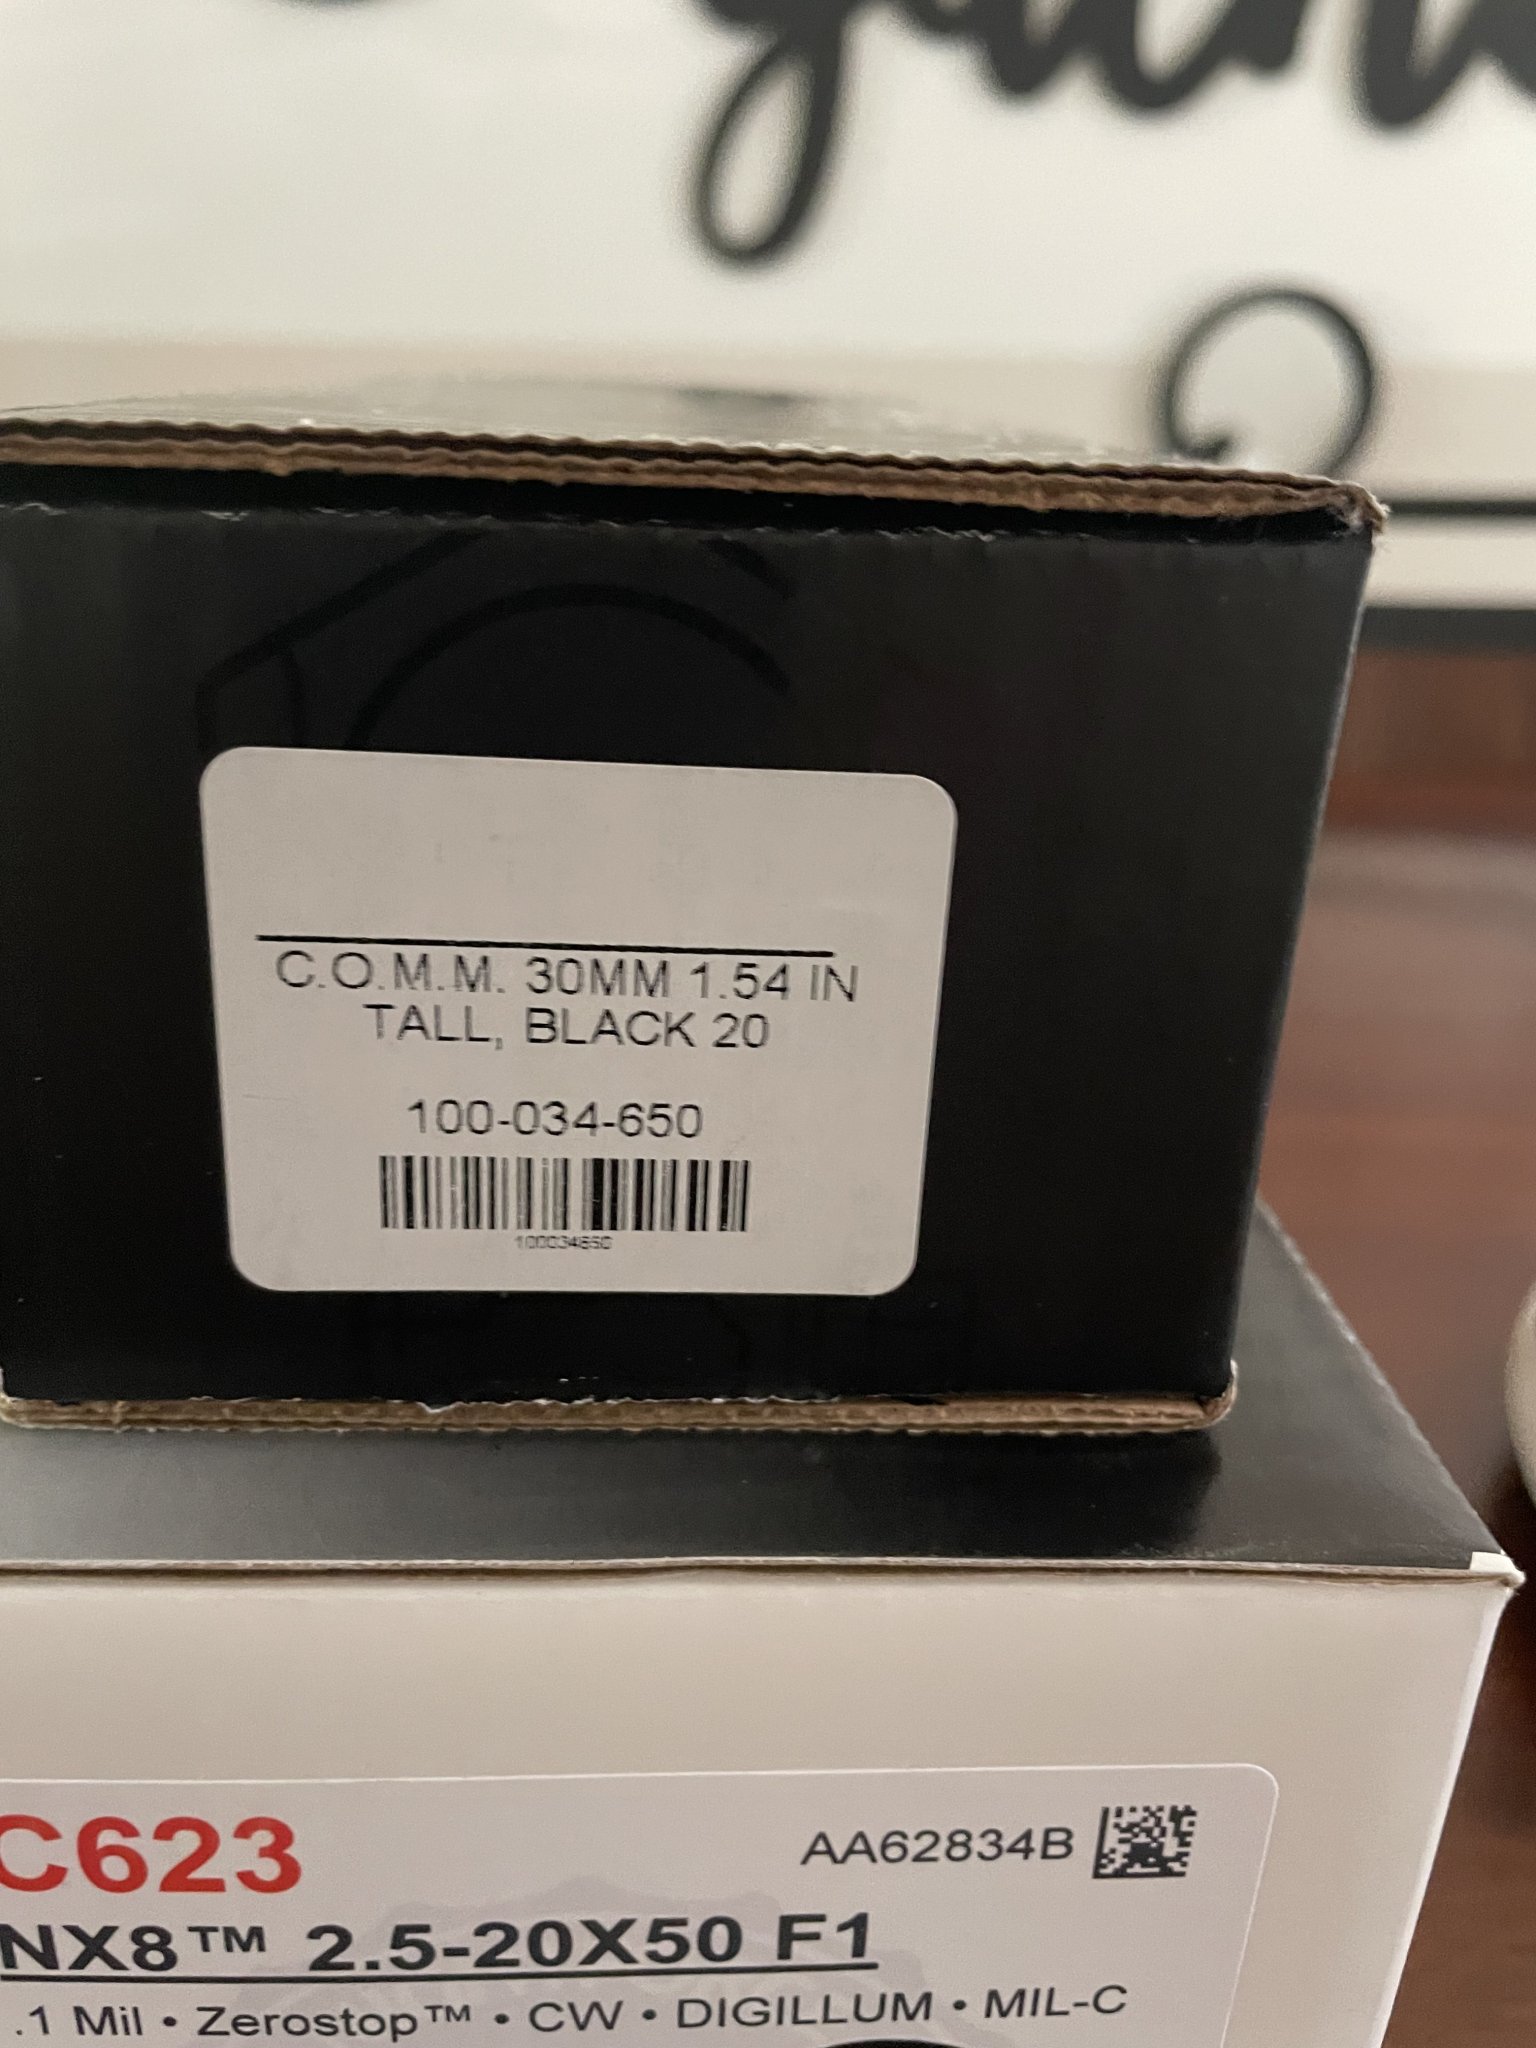 C.O.M.M. 30MM 1.54 IN
TALL, BLACK 20
100-034-650
100034650
C623
AA62834B
NX8™ 2.5-20X50 F1
.1 Mil • Zerostop™ • CW • DIGILLUM • MIL-C